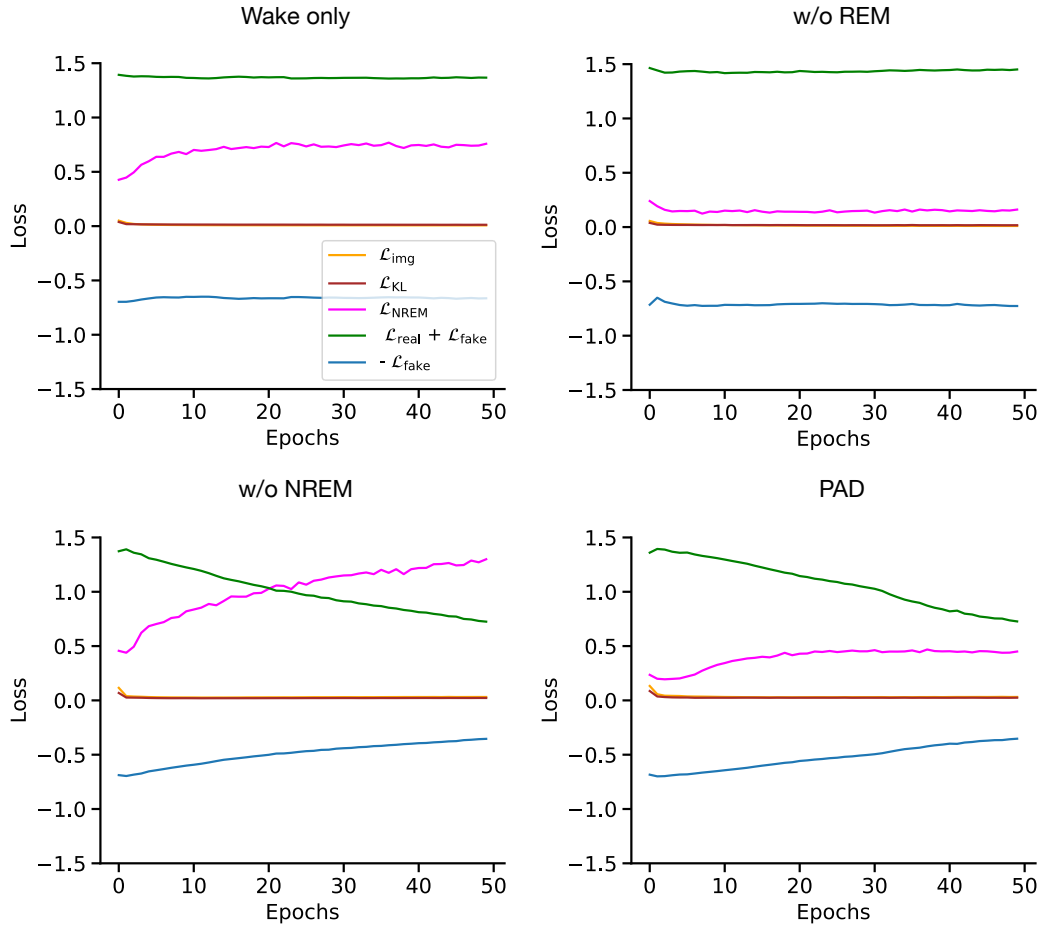 Wake only
1.5
1.0
0.5
0.0
−0.5
−1.0
−1.5
Loss
0 10 20 30 40 50
Epochs
ℒimg
ℒKL
ℒNREM
ℒreal + ℒfake
- ℒfake
w/o REM
1.5
1.0
0.5
0.0
−0.5
−1.0
−1.5
Loss
0 10 20 30 40 50
Epochs
w/o NREM
1.5
1.0
0.5
0.0
−0.5
−1.0
−1.5
Loss
0 10 20 30 40 50
Epochs
PAD
1.5
1.0
0.5
0.0
−0.5
−1.0
−1.5
Loss
0 10 20 30 40 50
Epochs